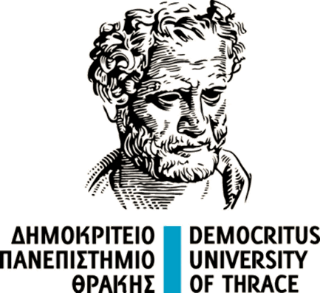 ΔΗΜΟΚΡΙΤΕΙΟ
ΠΑΝΕΠΙΣΤΗΜΙΟ
ΘΡΑΚΗΣ
DEMOCRITUS
UNIVERSITY
OF THRACE